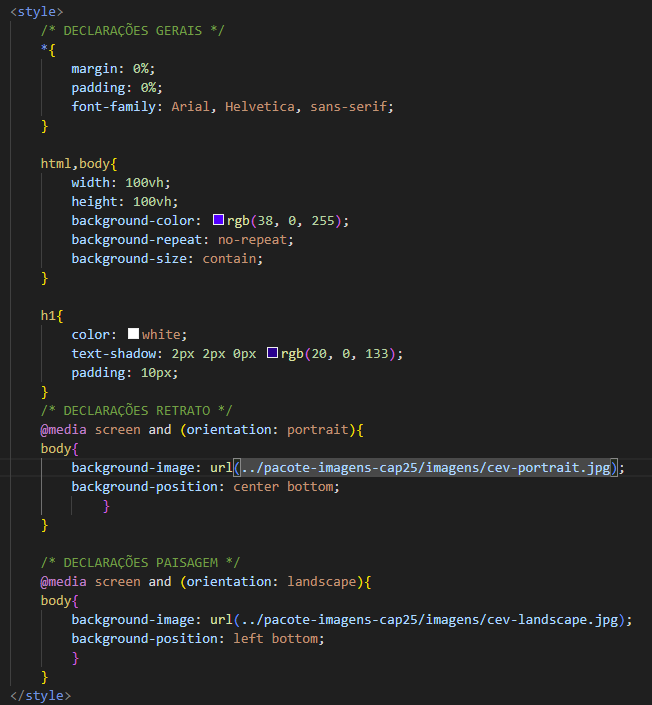 <style>
/* DECLARAÇÕES GERAIS */
*{
margin: 0%;
padding: 0%;
font-family: Arial, Helvetica, sans-serif;
}
html,body{
width: 100vh;
height: 100vh;
background-color: rgb(38, 0, 255);
background-repeat: no-repeat;
background-size: contain;
}
h1{
color: white;
text-shadow: 2px 2px 0px rgb(20, 0, 133);
padding: 10px;
}
/* DECLARAÇÕES RETRATO */
@media screen and (orientation: portrait){
body{
background-image: url(../pacote-imagens-cap25/imagens/cev-portrait.jpg);
background-position: center bottom;
}
}
/* DECLARAÇÕES PAISAGEM */
@media screen and (orientation: landscape){
body{
background-image: url(../pacote-imagens-cap25/imagens/cev-landscape.jpg);
background-position: left bottom;
}
}
</style>